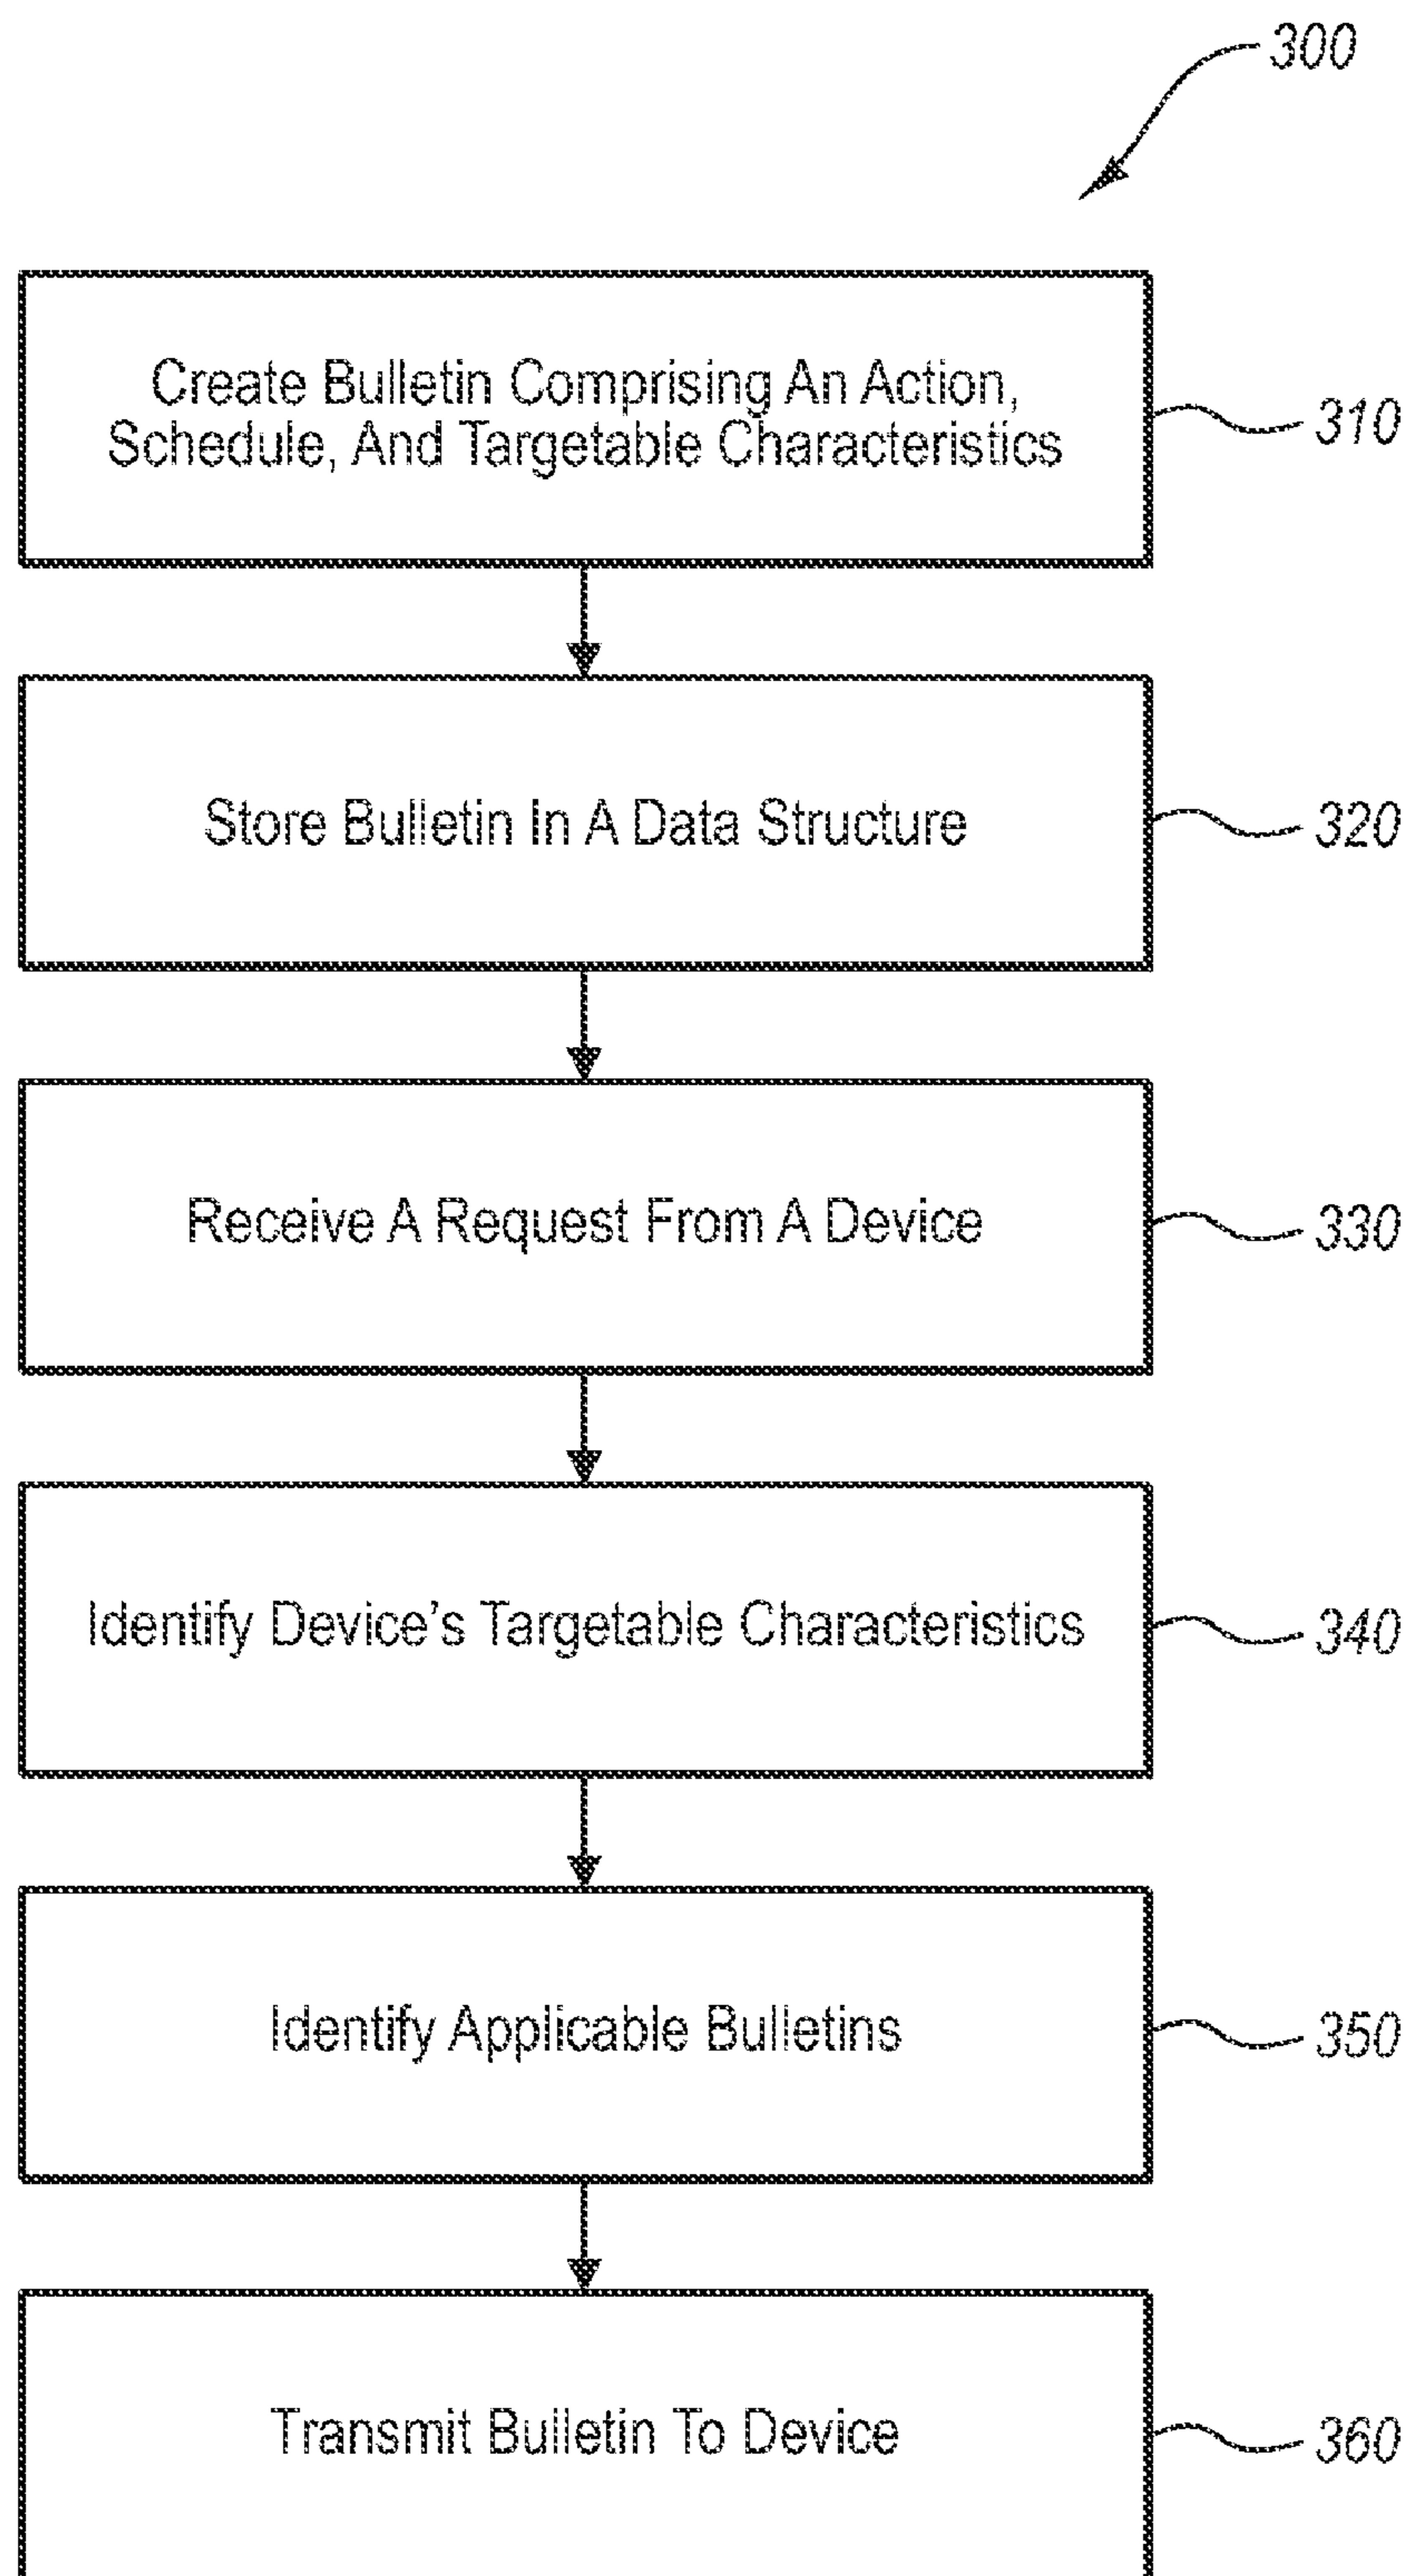 300
Create Bulletin Comprising An Action,
Schedule, And Targetable Characteristics
310
Store Bulletin In A Data Structure
320
Receive A Request From A Device
330
Identify Device's Targetable Characteristics
340
Identify Applicable Bulletins
350
Transmit Bulletin To Device
360